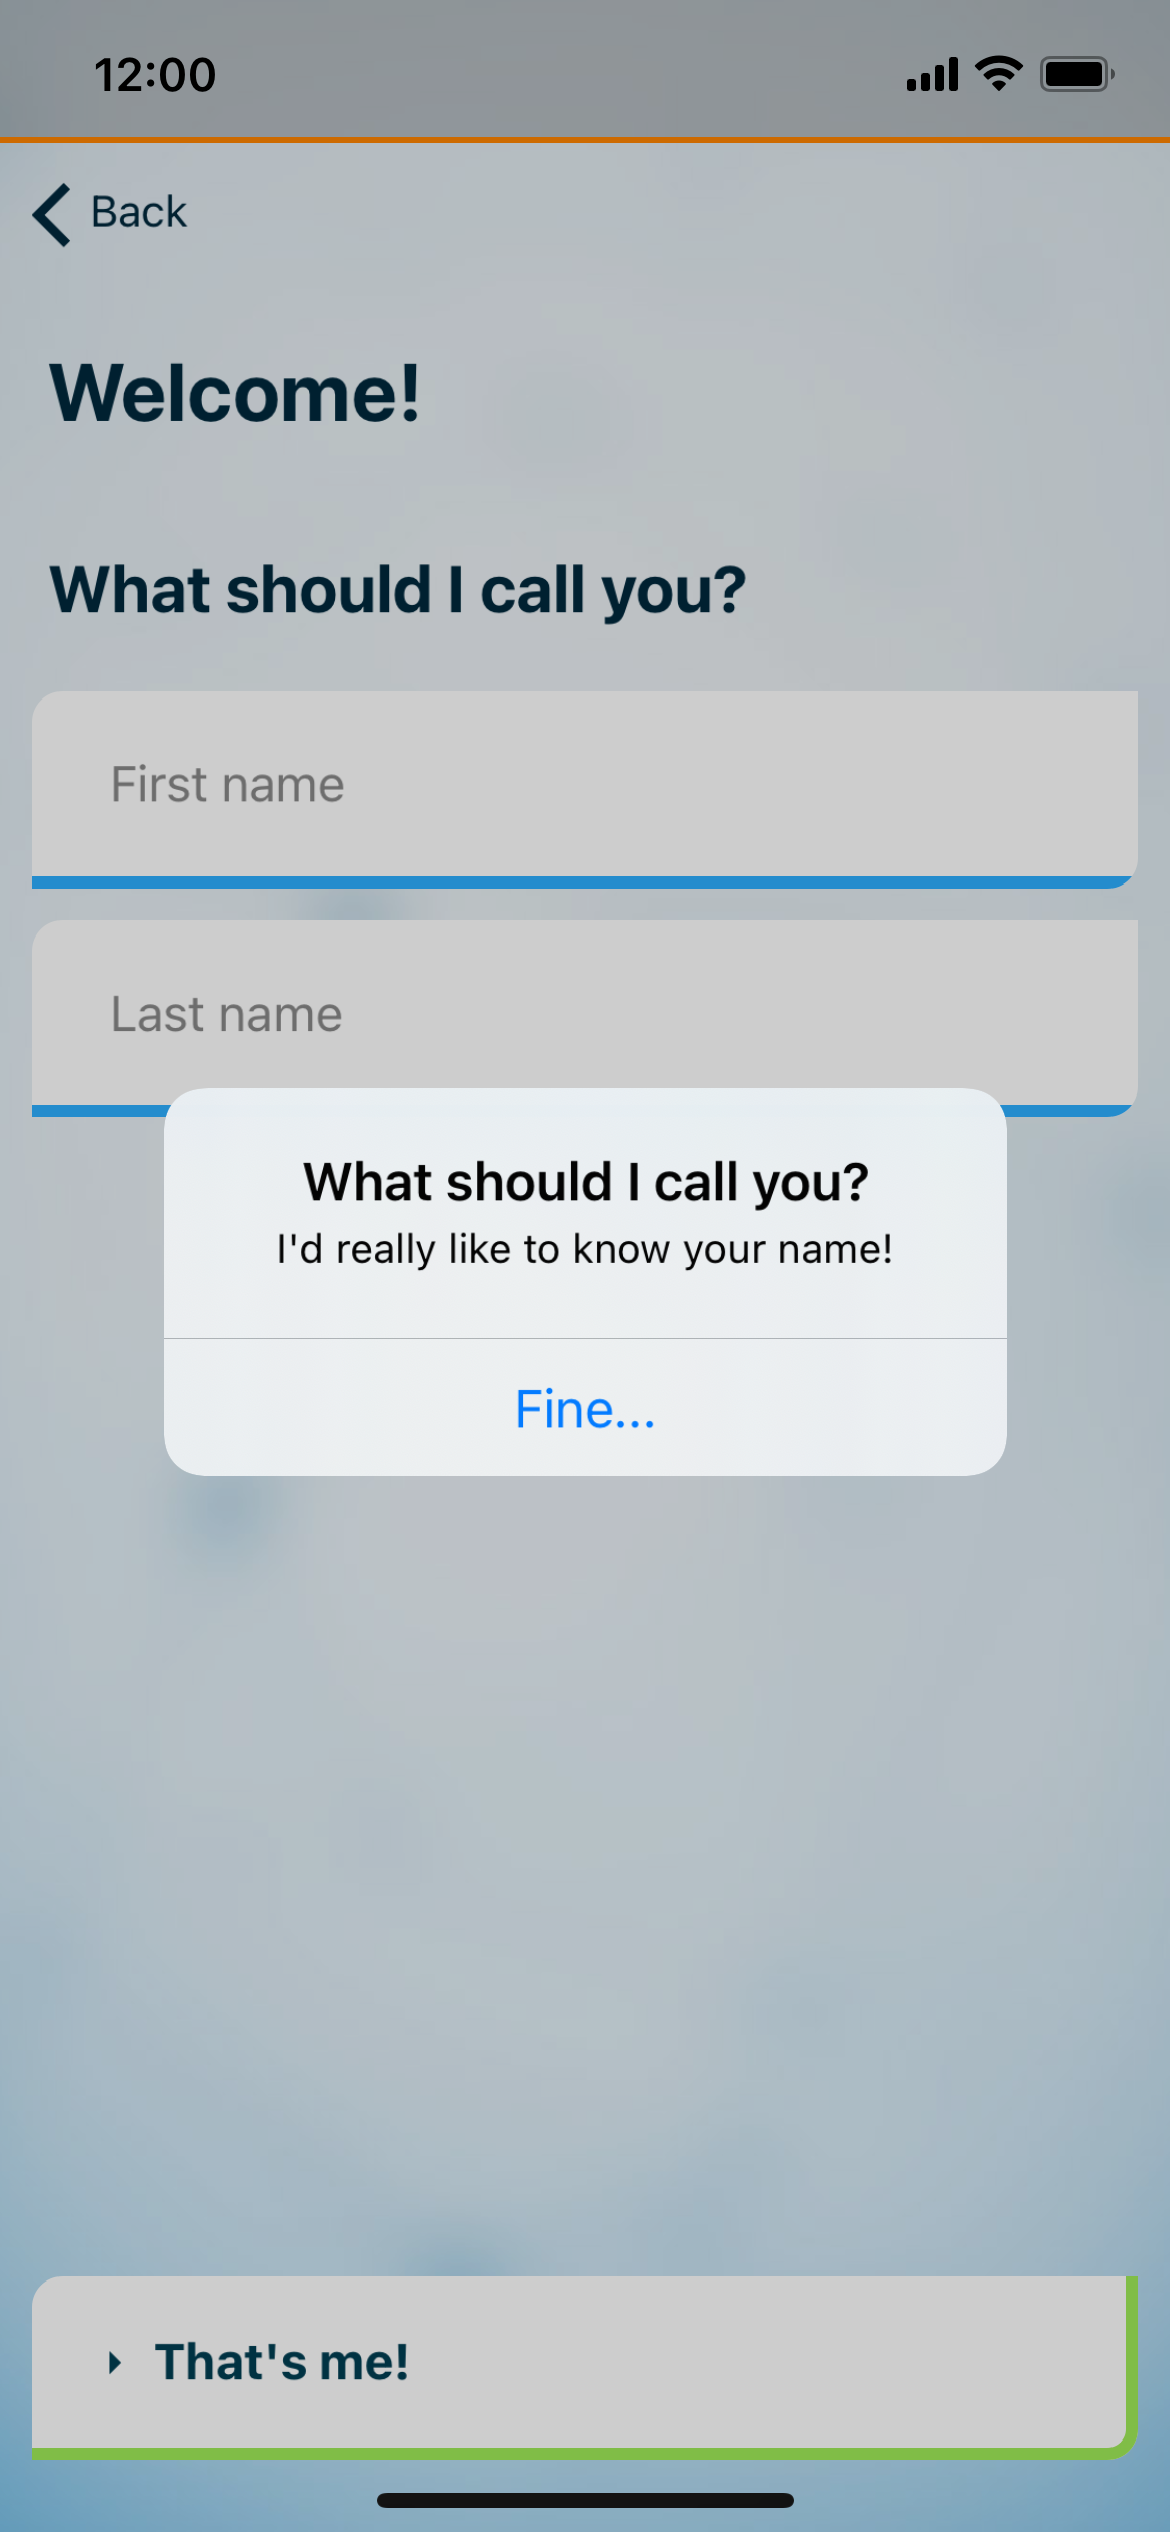 12:00
Back
Welcome!
What should I call you?
First name
Last name
What should I call you?
I'd really like to know your name!
Fine...
That's me!